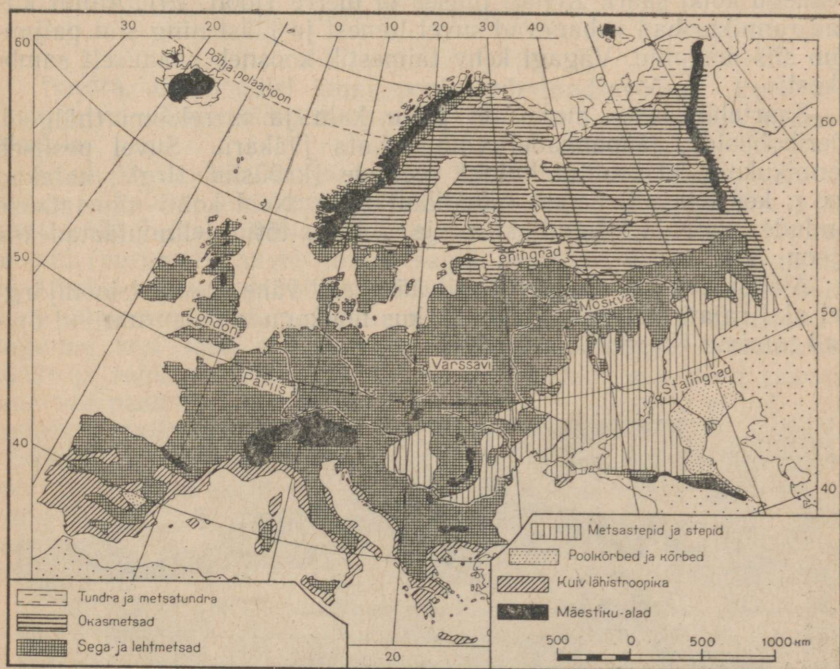 30
20
0
10
20
30
40
60
60
Põhja polaarjoon
50
50
40
40
Leningrad
Moskva
London
Varssavi
Pariis
Stalingrad
Tundra ja metsatundra
Okasmetsad
Sega- ja lehtmetsad
Metsastepid ja stepid
Poolkõrbed ja kõrbed
Kuiv lähistroopika
Mäestiku-alad
500 0 500 1000 км
20